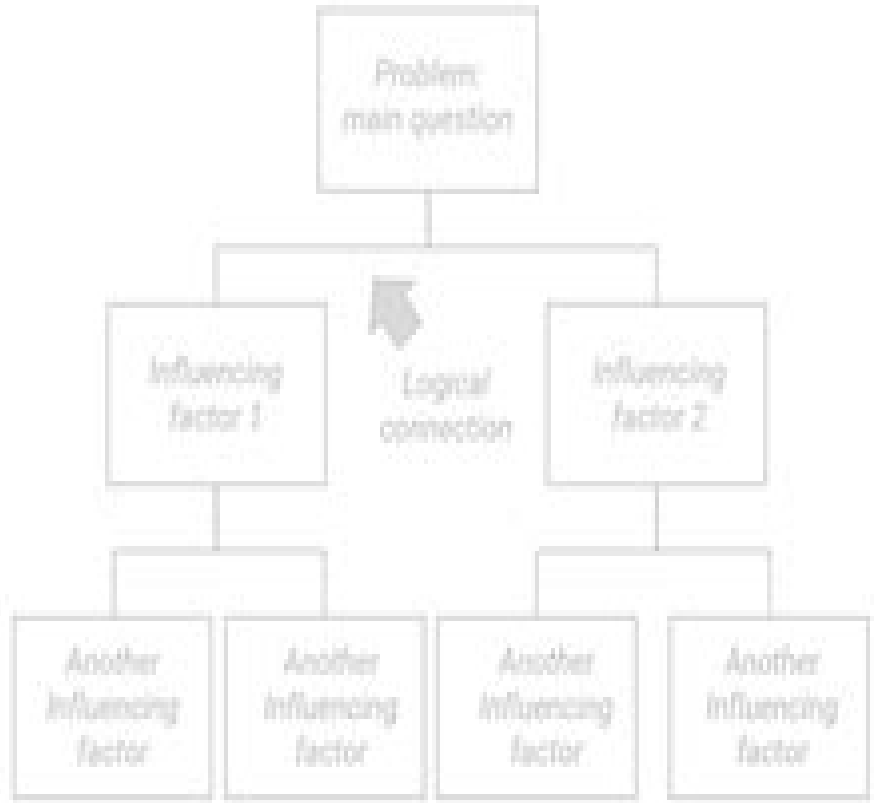 Problem:
main question
Influencing
factor 1
Logical
connection
Influencing
factor 2
Another
Influencing
factor
Another
Influencing
factor
Another
Influencing
factor
Another
Influencing
factor